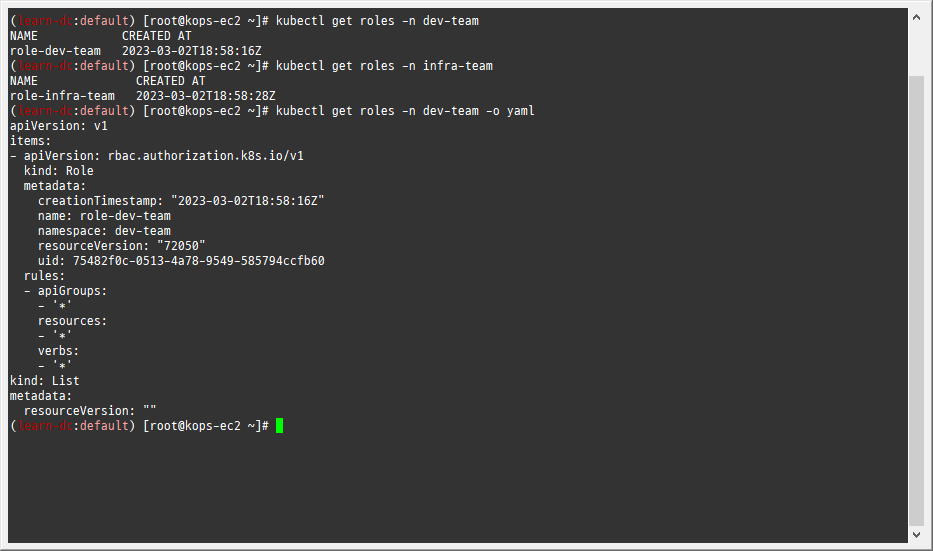 (learn-dt:default) [root@kops-ec2 ~]# kubectl get roles -n dev-team
NAME            CREATED AT
role-dev-team   2023-03-02T18:58:16Z
(learn-dt:default) [root@kops-ec2 ~]# kubectl get roles -n infra-team
NAME              CREATED AT
role-infra-team   2023-03-02T18:58:28Z
(learn-dt:default) [root@kops-ec2 ~]# kubectl get roles -n dev-team -o yaml
apiVersion: v1
items:
- apiVersion: rbac.authorization.k8s.io/v1
  kind: Role
  metadata:
    creationTimestamp: "2023-03-02T18:58:16Z"
    name: role-dev-team
    namespace: dev-team
    resourceVersion: "72050"
    uid: 75482f0c-0513-4a78-9549-585794ccfb60
  rules:
  - apiGroups:
    - '*'
    resources:
    - '*'
    verbs:
    - '*'
kind: List
metadata:
  resourceVersion: ""
(learn-dt:default) [root@kops-ec2 ~]#